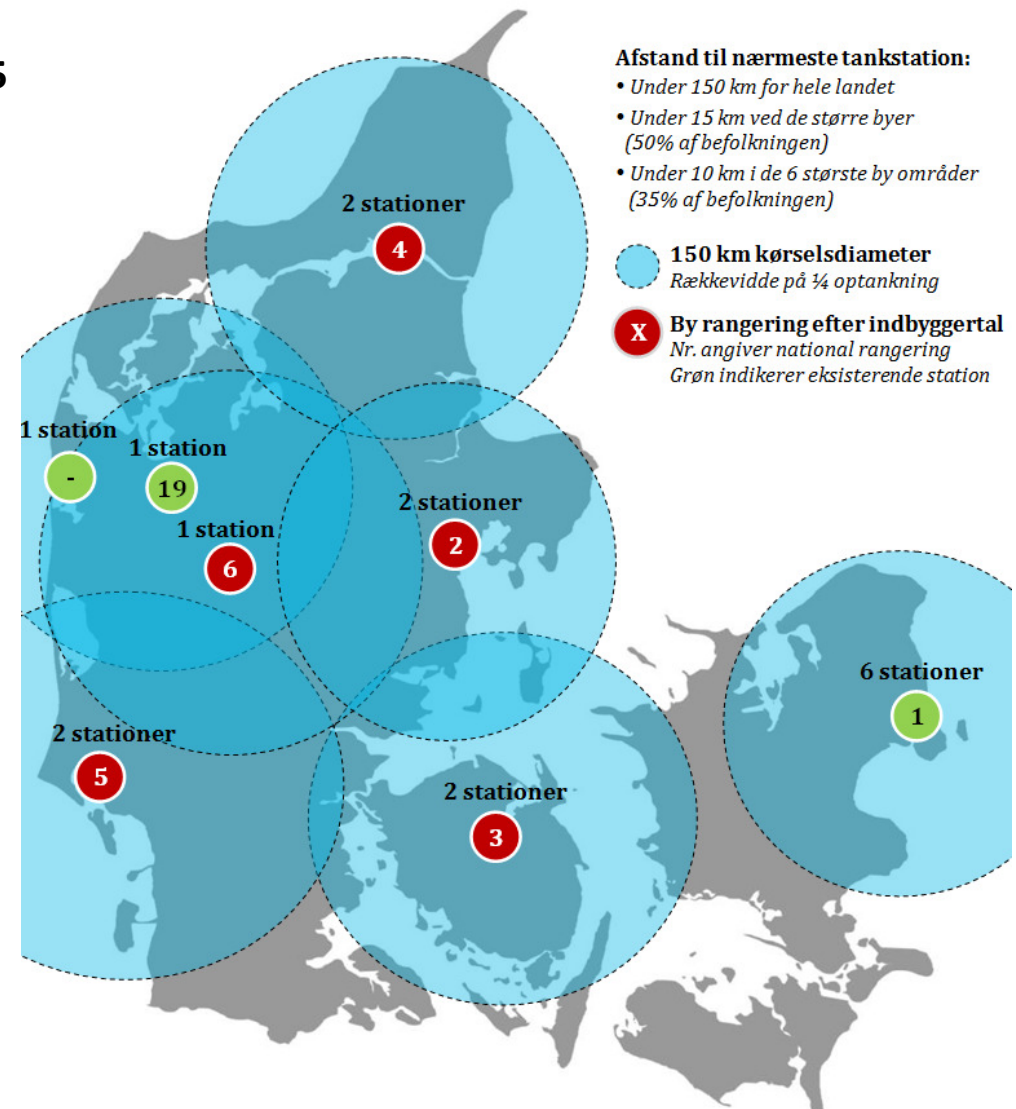 5
Afstand til nærmeste tankstation:
• Under 150 km for hele landet
• Under 15 km ved de større byer
(50% af befolkningen)
• Under 10 km i de 6 største by områder
(35% af befolkningen)
150 km kørselsdiameter
Rækkevidde på ¼ optankning
X
By rangering efter indbyggertal
Nr. angiver national rangering
Grøn indikerer eksisterende station
2 stationer
4
1 station
-
1 station
19
1 station
6
2 stationer
2
6 stationer
1
2 stationer
5
2 stationer
3